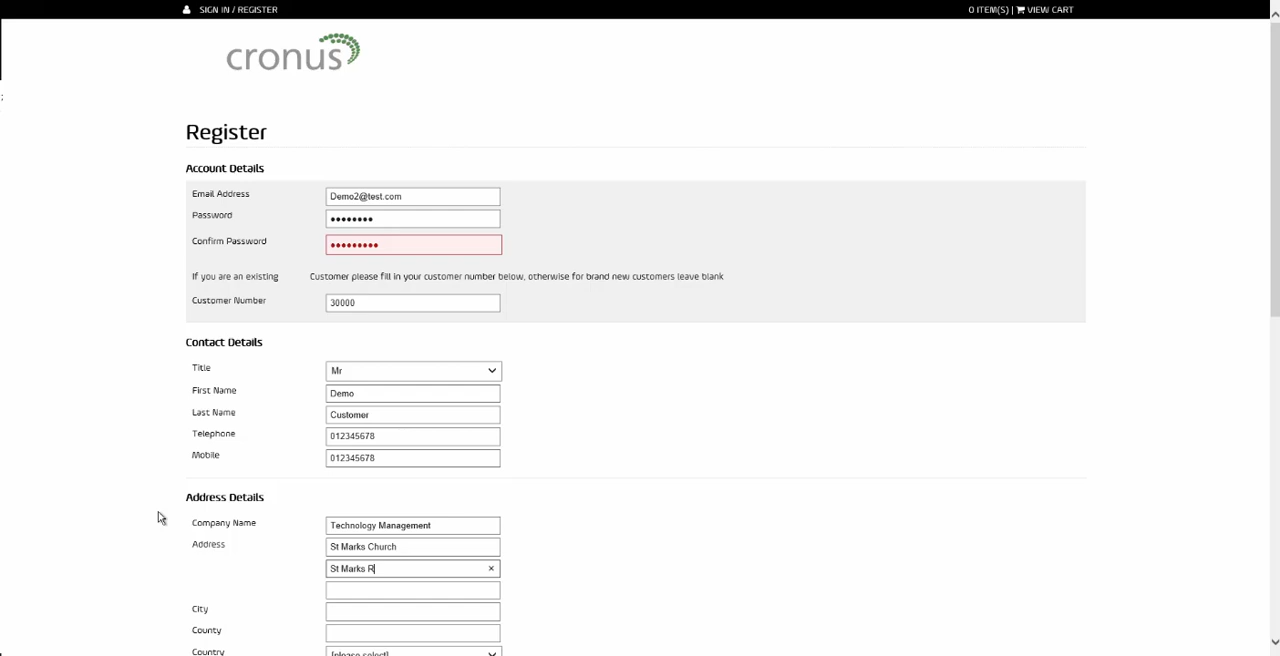 SIGN IN / REGISTER 0 ITEM(S) | VIEW CART
cronus
Register
Account Details
Email Address Demo2@test.com
Password ••••••••
Confirm Password •••••••••
If you are an existing Customer please fill in your customer number below, otherwise for brand new customers leave blank
Customer Number 30000
Contact Details
Title Mr
First Name Demo
Last Name Customer
Telephone 012345678
Mobile 012345678
Address Details
Company Name Technology Management
Address St Marks Church
St Marks R
City
County
Country [please select]